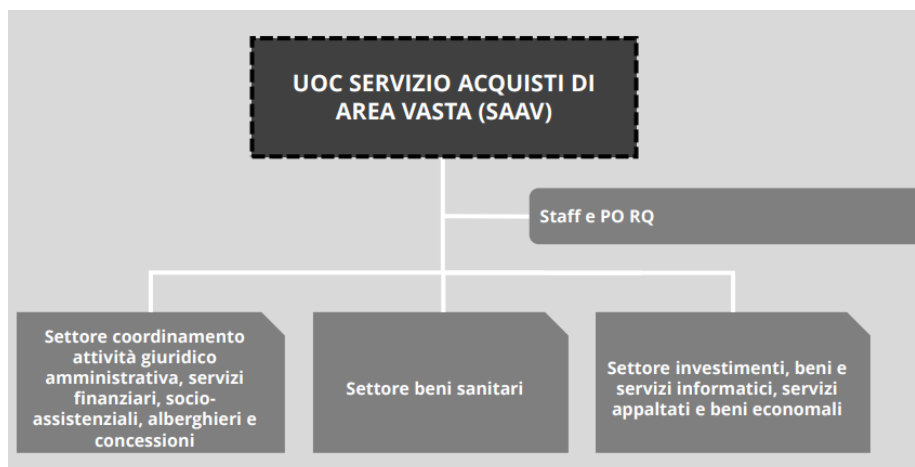 UOC SERVIZIO ACQUISTI DI
AREA VASTA (SAAV)
Staff e PO RQ
Settore coordinamento
attività giuridico
amministrativa, servizi
finanziari, socio-
assistenziali, alberghieri e
concessioni
Settore beni sanitari
Settore investimenti, beni e
servizi informatici, servizi
appaltati e beni economali